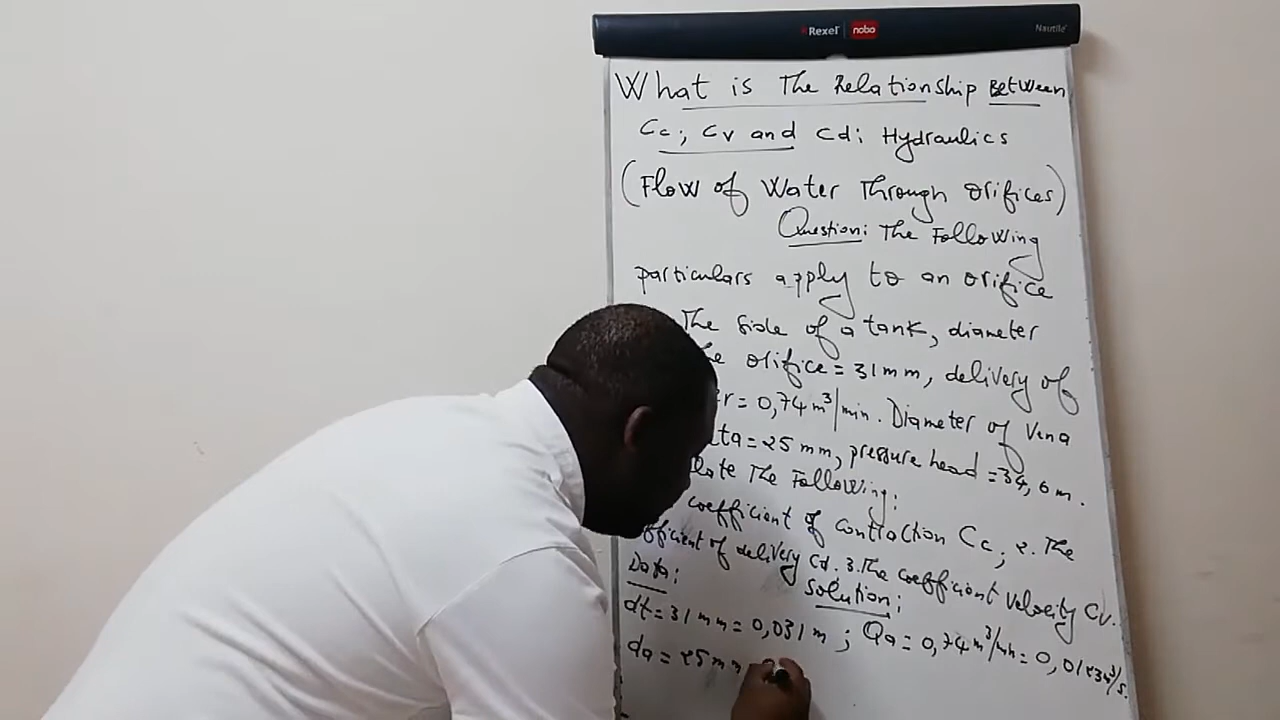 Rexel nobo Nautile
What is The Relationship Between
Cc; Cv and Cd: Hydraulics
(Flow of Water Through Orifices)
Question: The Following
particulars apply to an orifice
The side of a tank, diameter
orifice = 31 mm, delivery of
= 0,74 m³/min. Diameter of Vena
= 25 mm, pressure head = 34,6 m.
The Following:
coefficient of contraction Cc, 2. The
of delivery Cd. 3. The coefficient velocity Cv.
Data: Solution:
dt = 31 mm = 0,031 m; Qa = 0,74 m³/min = 0,0123 m³/s.
da = 25 mm